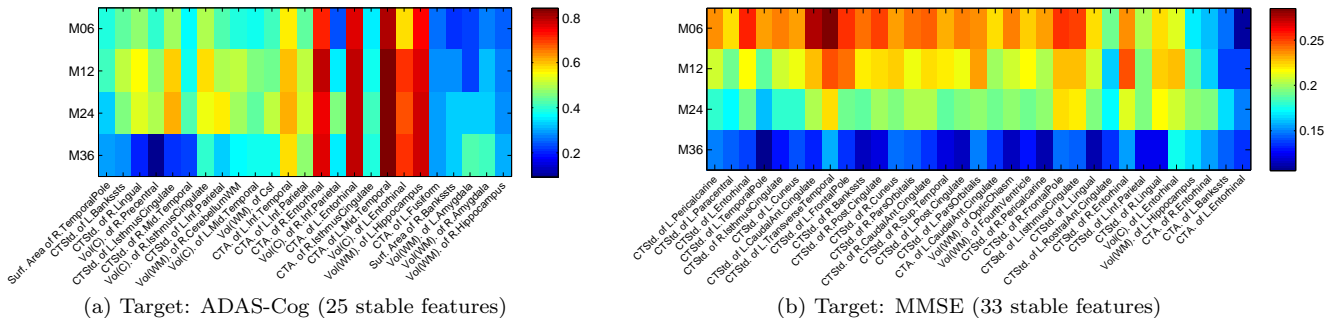 M06
M12
M24
M36
0.8
0.6
0.4
0.2
Surf. Area of R.TemporalPole
CTStd. of L.Bankssts
CTStd. of R.Lingual
Vol(C). of R.Precentral
CTStd. of L.IsthmusCingulate
CTStd. of R.Mid.Temporal
Vol(C). of R.IsthmusCingulate
CTStd. of L.Inf.Parietal
Vol(WM). of R.CerebellumWM
Vol(C). of L.Mid.Temporal
Vol(WM). of Csf
CTA. of L.Inf.Temporal
CTA. of L.Inf.Parietal
Vol(C). of R.Entorhinal
CTA. of R.Inf.Parietal
CTA. of R.Entorhinal
CTA. of R.IsthmusCingulate
CTA. of L.Mid.Temporal
CTA. of L.Entorhinal
Vol(WM). of L.Hippocampus
CTA. of L.Fusiform
Surf. Area of R.Bankssts
Vol(WM). of L.Amygdala
Vol(WM). of R.Amygdala
Vol(WM). of R.Hippocampus
(a) Target: ADAS-Cog (25 stable features)
M06
M12
M24
M36
0.25
0.2
0.15
CTStd. of L.Pericalcarine
CTStd. of L.Paracentral
CTStd. of L.Entorhinal
CTStd. of L.TemporalPole
CTStd. of R.IsthmusCingulate
CTStd. of L.Cuneus
CTStd. of L.CaudalAnt.Cingulate
CTStd. of L.TransverseTemporal
CTStd. of L.FrontalPole
CTStd. of R.Bankssts
CTStd. of R.Post.Cingulate
CTStd. of R.Cuneus
CTStd. of R.ParsOrbitalis
CTStd. of R.CaudalAnt.Cingulate
CTStd. of R.Sup.Temporal
CTStd. of L.Post.Cingulate
CTStd. of L.ParsOrbitalis
CTA. of L.CaudalAnt.Cingulate
Vol(WM). of OpticChiasm
Vol(WM). of FourthVentricle
CTStd. of R.Pericalcarine
CTStd. of R.FrontalPole
CTStd. of L.IsthmusCingulate
CTStd. of L.Lingual
CTStd. of L.RostralAnt.Cingulate
CTStd. of R.Entorhinal
CTStd. of L.Inf.Parietal
CTStd. of R.Lingual
Vol(C). of L.Entorhinal
Vol(WM). of L.Hippocampus
CTA. of R.Entorhinal
CTA. of L.Bankssts
CTA. of L.Entorhinal
(b) Target: MMSE (33 stable features)